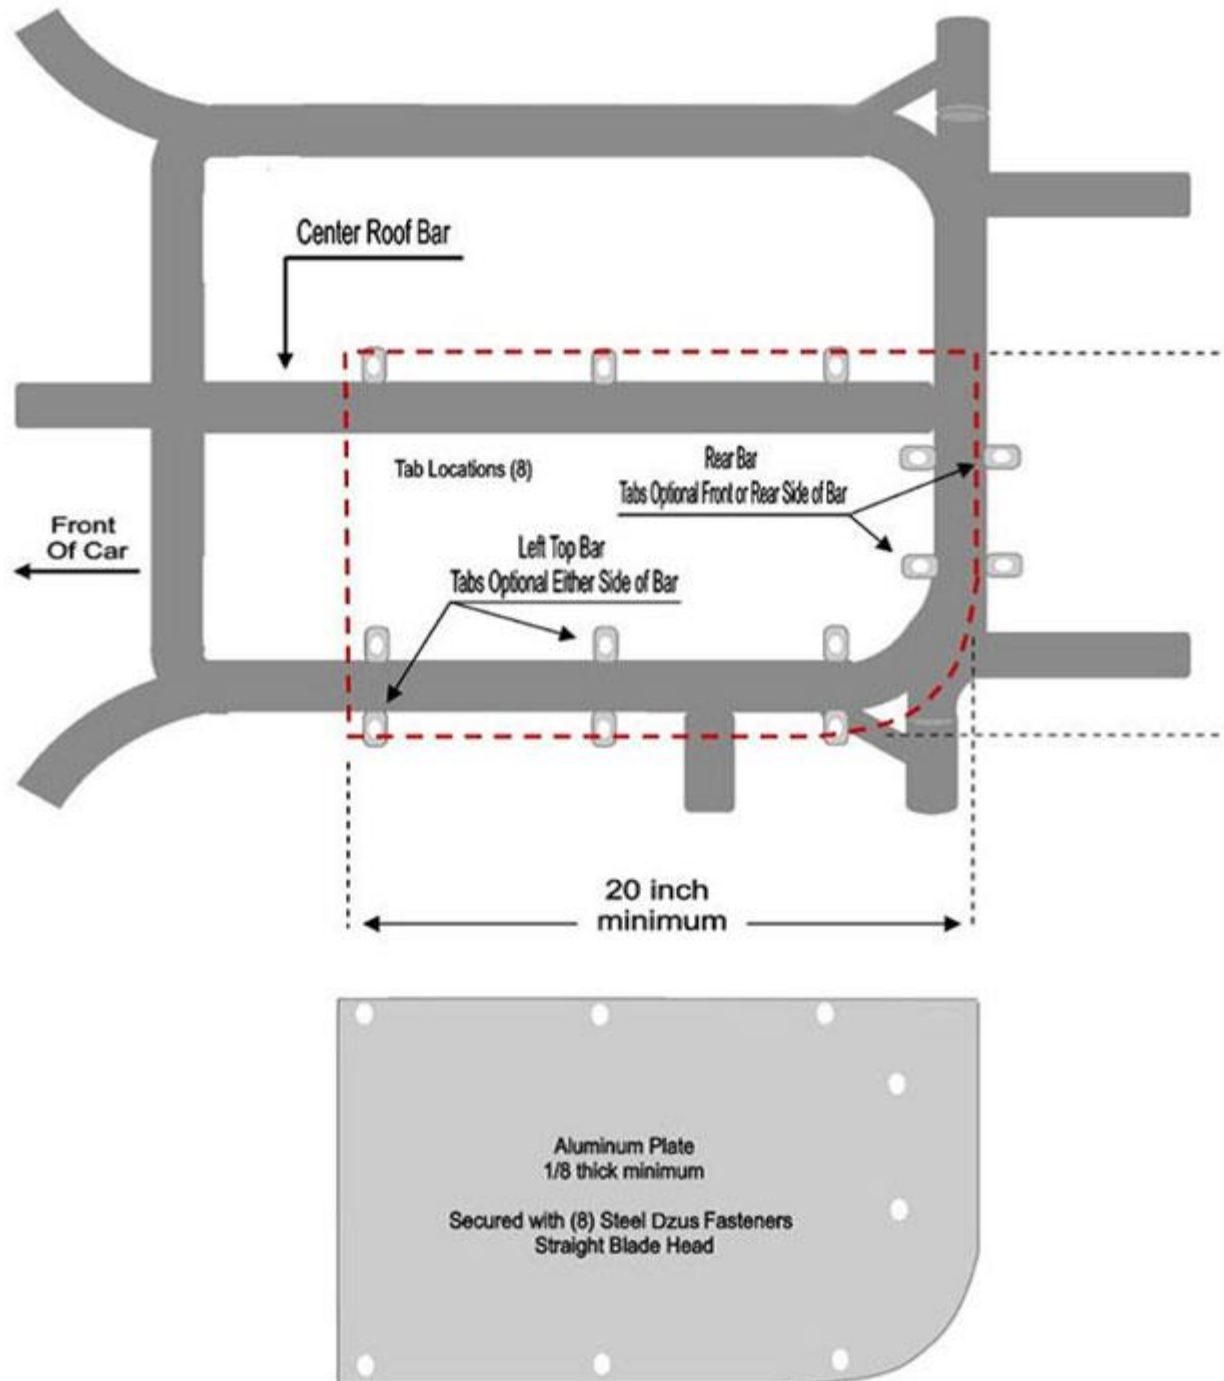 Center Roof Bar
Tab Locations (8)
Rear Bar
Tabs Optional Front or Rear Side of Bar
Front
Of Car
Left Top Bar
Tabs Optional Either Side of Bar
20 inch
minimum
Aluminum Plate
1/8 thick minimum
Secured with (8) Steel Dzus Fasteners
Straight Blade Head